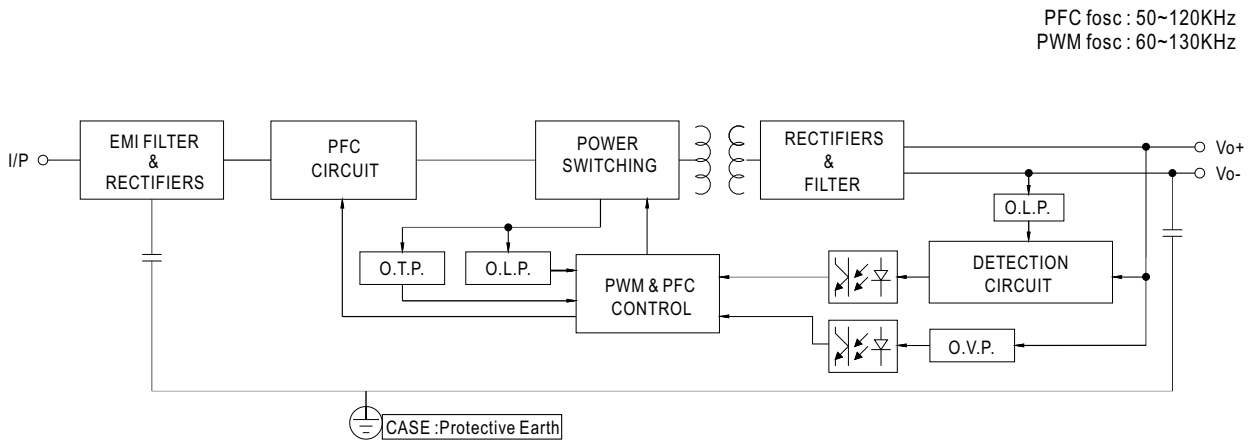 PFC fosc : 50~120KHz
PWM fosc : 60~130KHz
I/P
EMI FILTER
&
RECTIFIERS
PFC
CIRCUIT
POWER
SWITCHING
RECTIFIERS
&
FILTER
Vo+
Vo-
O.L.P.
O.T.P.
O.L.P.
PWM & PFC
CONTROL
DETECTION
CIRCUIT
O.V.P.
CASE :Protective Earth